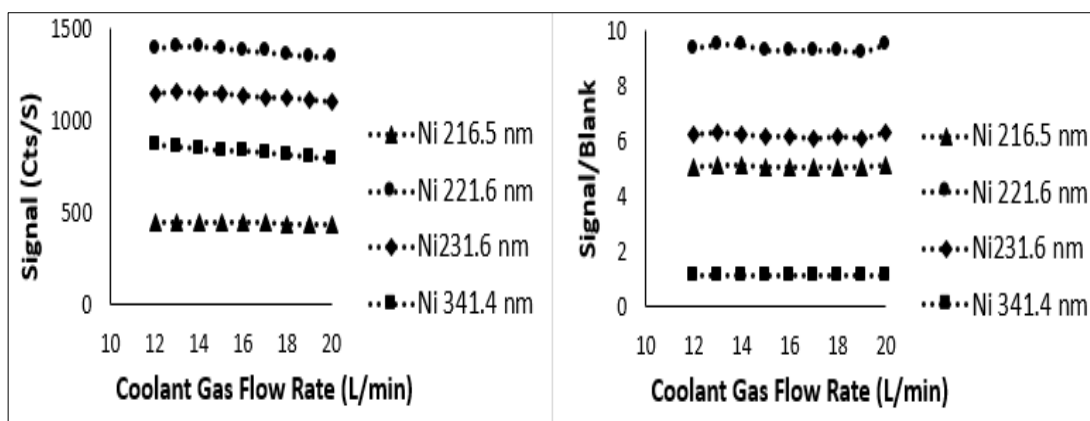 Signal (Cts/S)
1500
1000
500
0
10 12 14 16 18 20
Coolant Gas Flow Rate (L/min)
Ni 216.5 nm
Ni 221.6 nm
Ni231.6 nm
Ni 341.4 nm
Signal/Blank
10
8
6
4
2
0
10 12 14 16 18 20
Coolant Gas Flow Rate (L/min)
Ni 216.5 nm
Ni 221.6 nm
Ni231.6 nm
Ni 341.4 nm